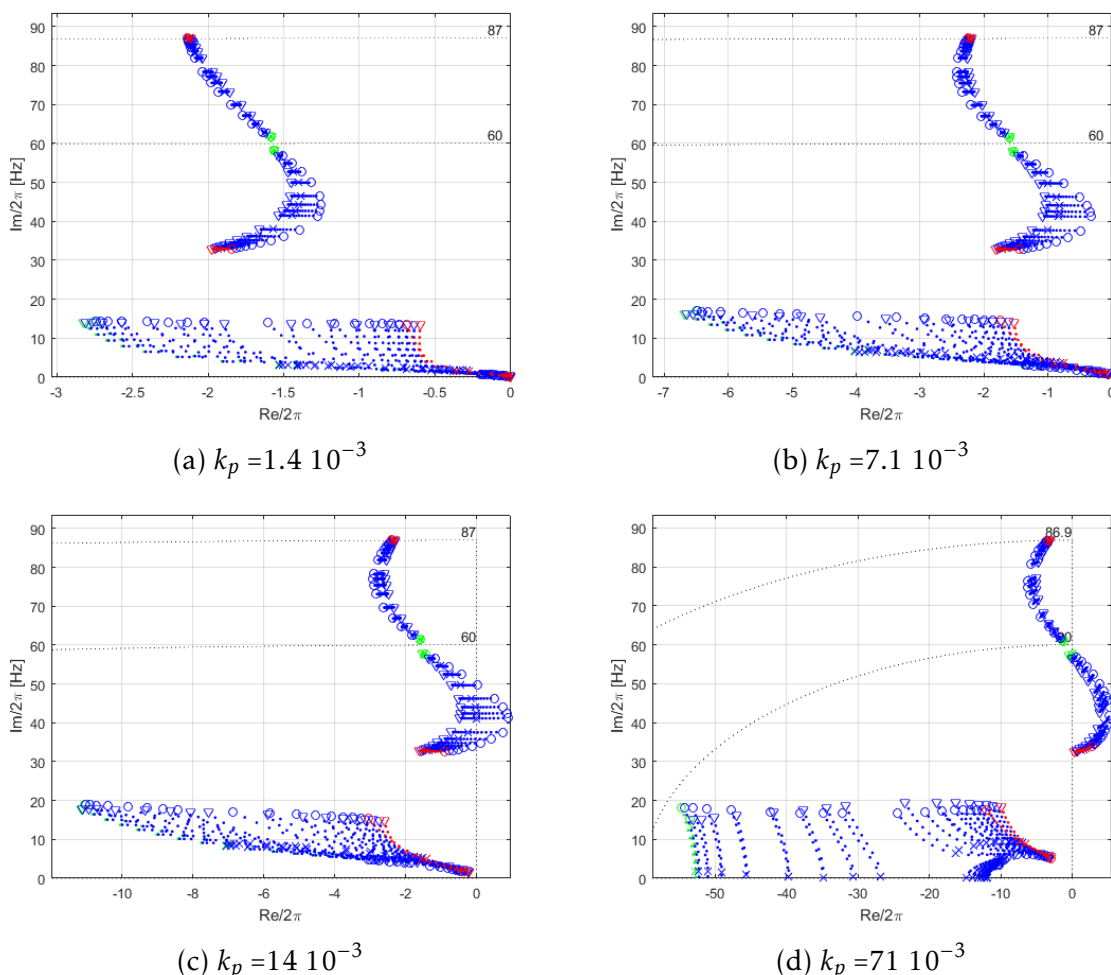 90
80
70
60
50
40
30
20
10
0
Im/2π [Hz]
87
60
-3 -2.5 -2 -1.5 -1 -0.5 0
Re/2π
(a) kp =1.4 10−3
90
80
70
60
50
40
30
20
10
0
Im/2π [Hz]
87
60
-7 -6 -5 -4 -3 -2 -1 0
Re/2π
(b) kp =7.1 10−3
90
80
70
60
50
40
30
20
10
0
Im/2π [Hz]
87
60
-10 -8 -6 -4 -2 0
Re/2π
(c) kp =14 10−3
90
80
70
60
50
40
30
20
10
0
Im/2π [Hz]
86.9
-50 -40 -30 -20 -10 0
Re/2π
(d) kp =71 10−3